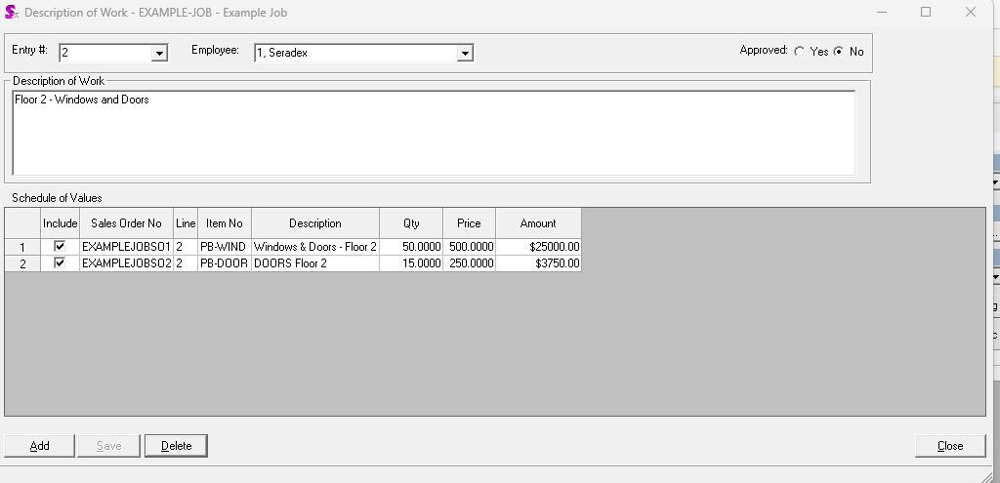 Description of Work - EXAMPLE-JOB - Example Job
Entry #: 2 Employee: 1, Seradex Approved: Yes No
Description of Work
Floor 2 - Windows and Doors
Schedule of Values
Include Sales Order No Line Item No Description Qty Price Amount
1 EXAMPLEJOBSO1 2 PB-WIND Windows & Doors - Floor 2 50.0000 500.0000 $25000.00
2 EXAMPLEJOBSO2 2 PB-DOOR DOORS Floor 2 15.0000 250.0000 $3750.00
Add Save Delete Close